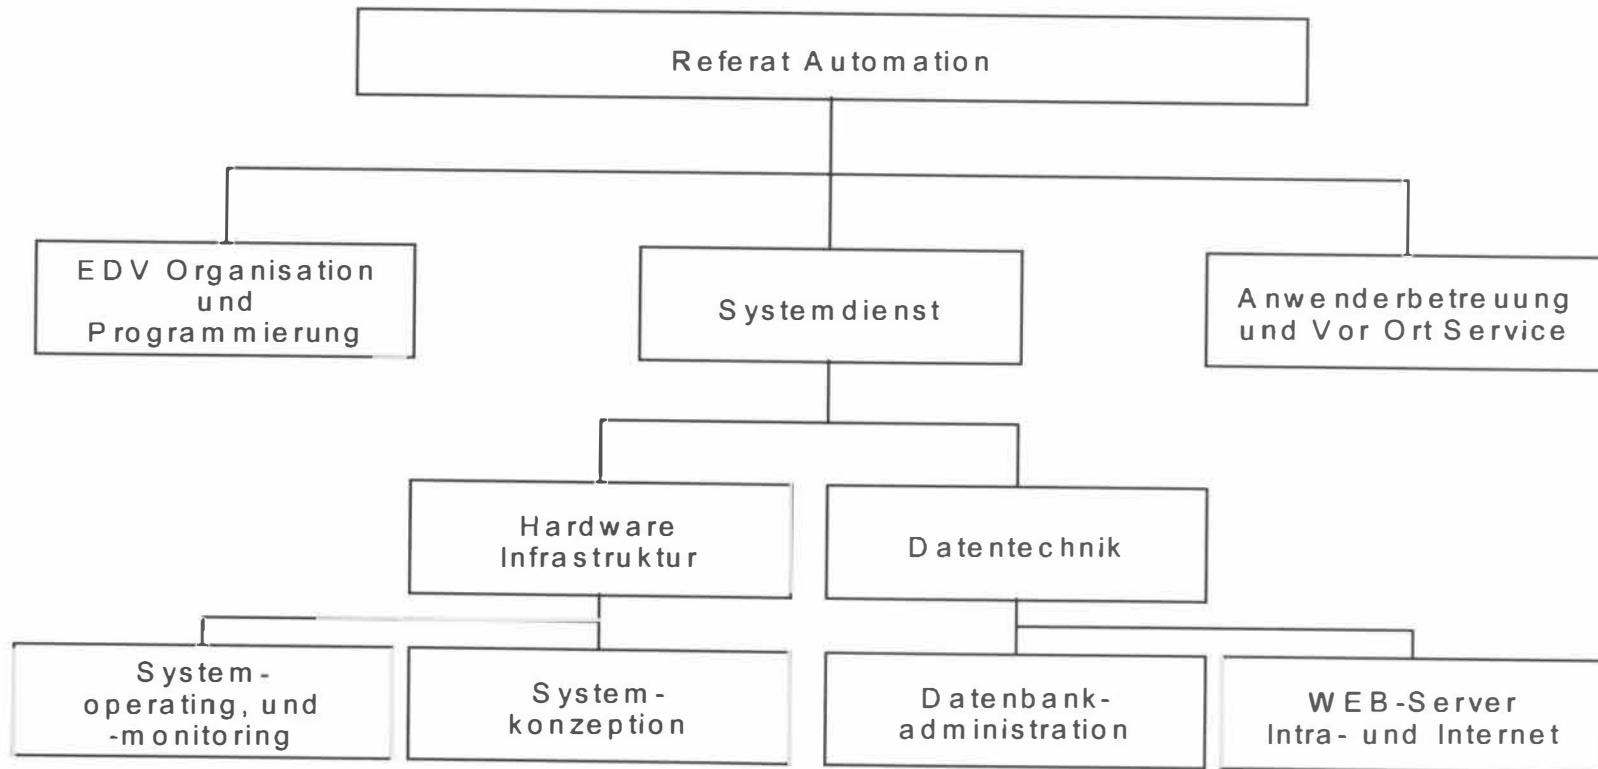 Referat Automation
EDV Organisation
und
Programmierung
Systemdienst
Anwenderbetreuung
und Vor Ort Service
Hardware
Infrastruktur
Datentechnik
System-
operating, und
-monitoring
System-
konzeption
Datenbank-
administration
WEB-Server
Intra- und Internet